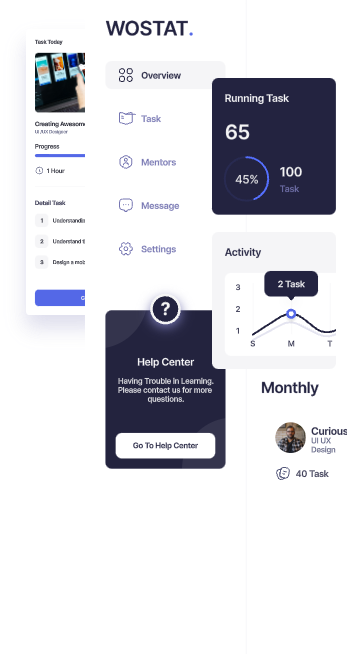 Task Today
Creating Awesome
UI /UX Designer
Progress
1 Hour
Detail Task
1
Understandi
2
Understand t
3
Design a mob
WOSTAT.
Overview
Task
Mentors
Message
Settings
?
Help Center
Having Trouble in Learning.
Please contact us for more
questions.
Go To Help Center
Running Task
65
45%
100
Task
Activity
2 Task
3
2
1
S
M
T
Monthly
Curious
UI UX
Design
40 Task